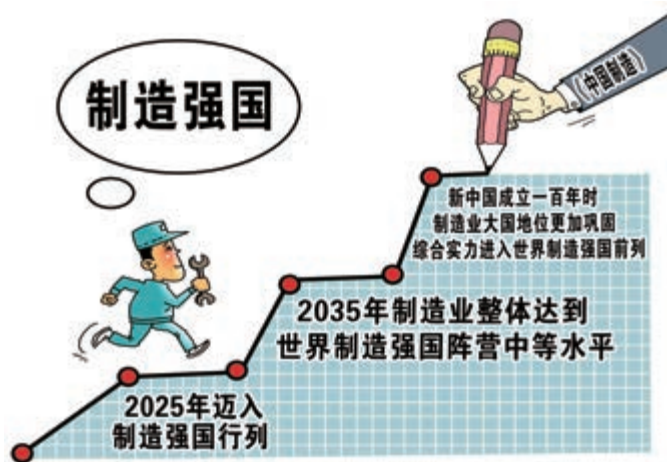 制造强国
《中国制造》
新中国成立一百年时
制造业大国地位更加巩固
综合实力进入世界制造强国前列
2035年制造业整体达到
世界制造强国阵营中等水平
2025年迈入
制造强国行列